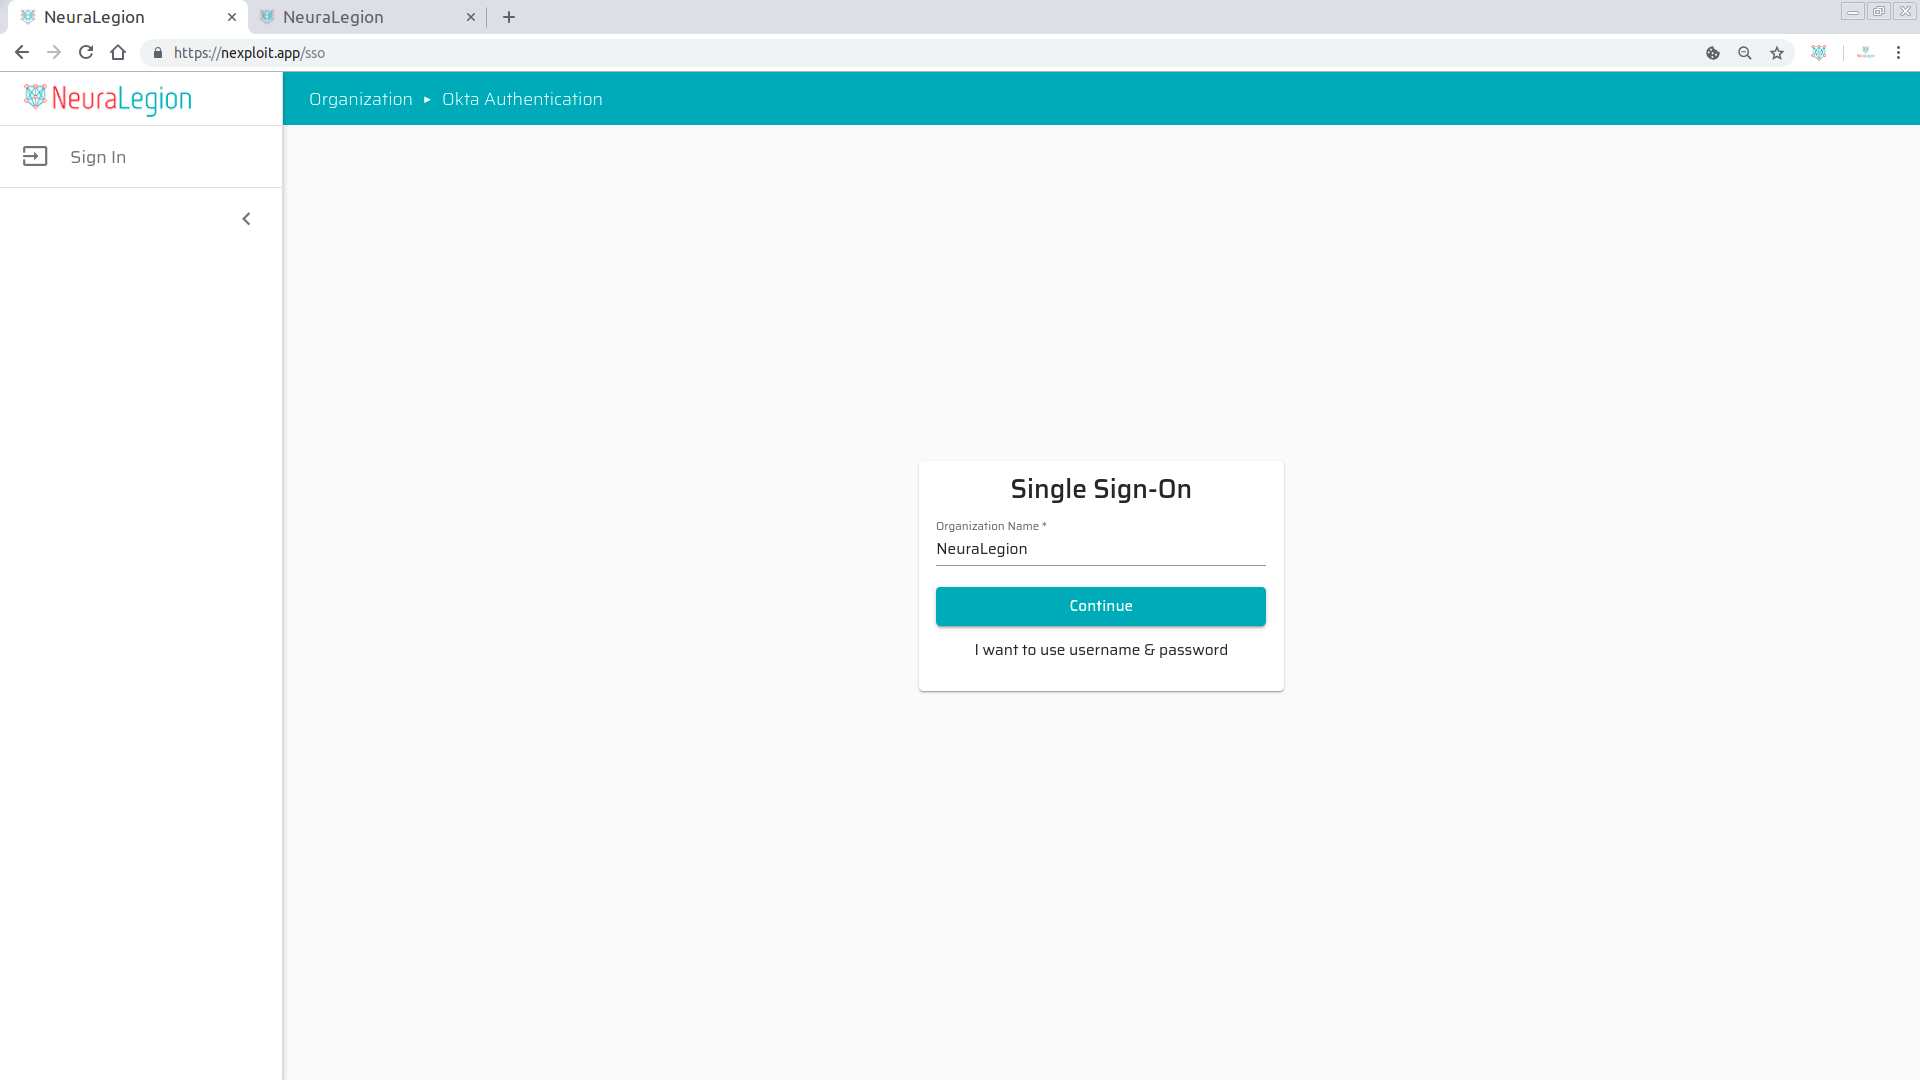 NeuraLegion
NeuraLegion
https://nexploit.app/sso
NeuraLegion
Organization ▸ Okta Authentication
Sign In
Single Sign-On
Organization Name *
NeuraLegion
Continue
I want to use username & password